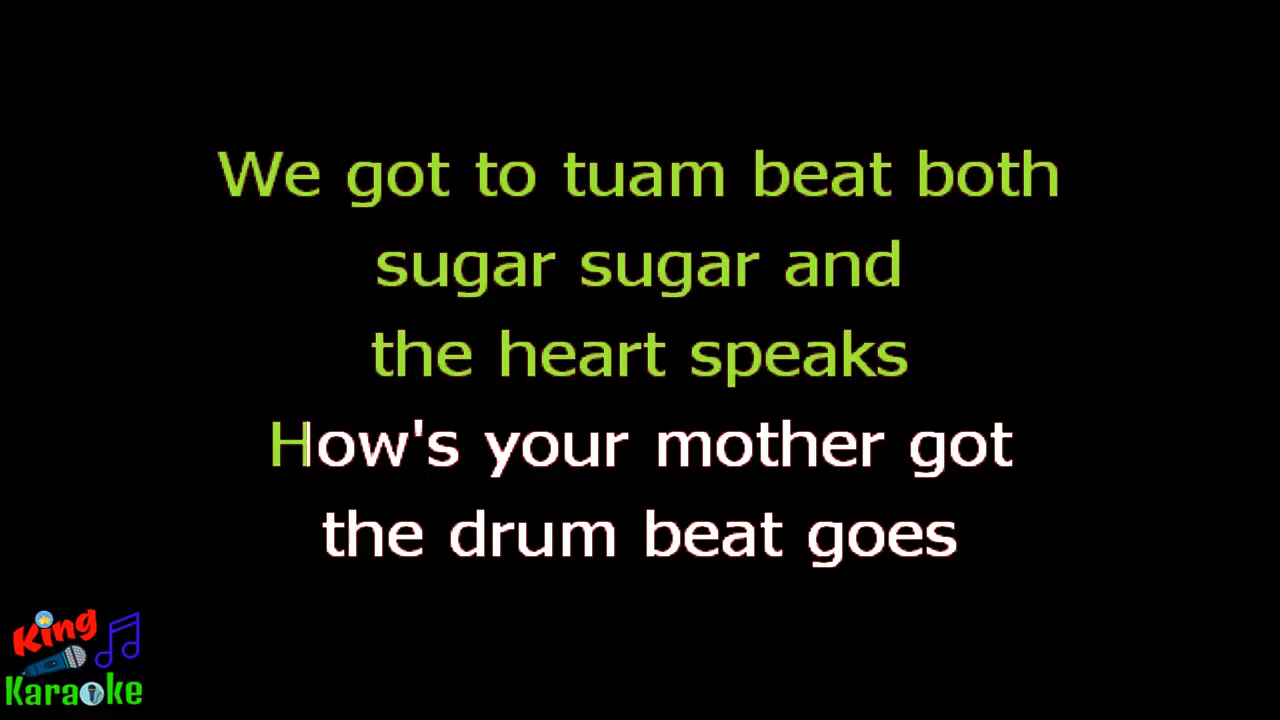 We got to tuam beat both
sugar sugar and
the heart speaks
How's your mother got
the drum beat goes
King
Karaoke